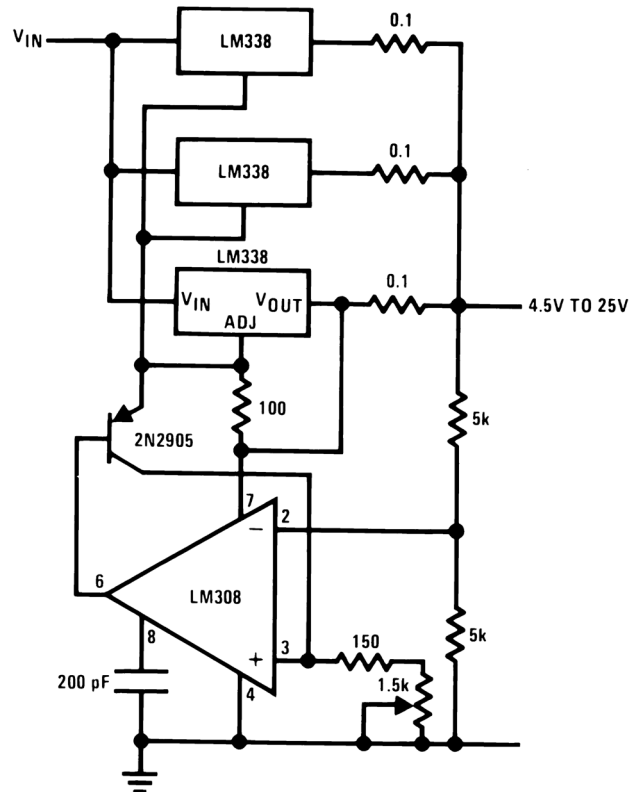 V_IN
LM338
0.1
LM338
0.1
LM338
V_IN
V_OUT
ADJ
0.1
4.5V TO 25V
100
5k
2N2905
7
2
−
6
LM308
8
3
+
4
150
1.5k
5k
200 pF